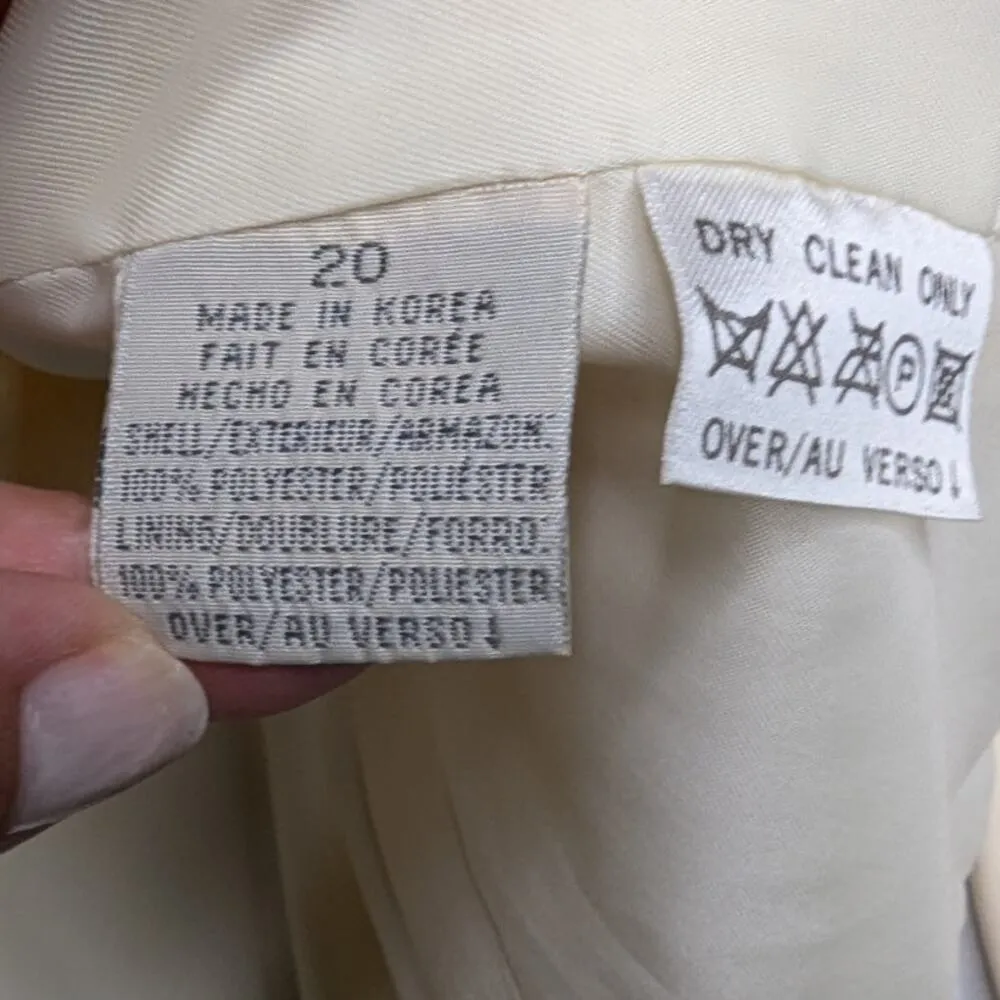 20
MADE IN KOREA
FAIT EN CORÉE
HECHO EN COREA
SHELL/EXTERIEUR/ARMAZON:
100% POLYESTER/POLIÉSTER
LINING/DOUBLURE/FORRO:
100% POLYESTER/POLIESTER
OVER/AU VERSO↓
DRY CLEAN ONLY
P
OVER/AU VERSO↓